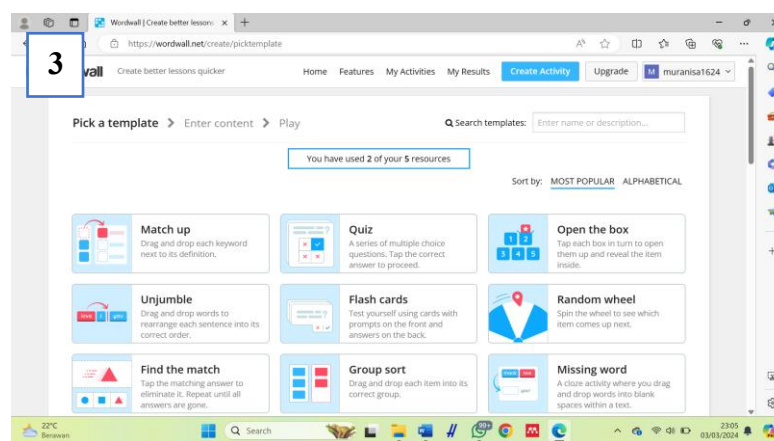 Wordwall | Create better lessons
https://wordwall.net/create/picktemplate
3
wall Create better lessons quicker Home Features My Activities My Results Create Activity Upgrade M muranisa1624
Pick a template > Enter content > Play Search templates: Enter name or description...
You have used 2 of your 5 resources
Sort by: MOST POPULAR ALPHABETICAL
Match up
Drag and drop each keyword
next to its definition.
Quiz
A series of multiple choice
questions. Tap the correct
answer to proceed.
Open the box
Tap each box in turn to open
them up and reveal the item
inside.
1 2
3 4 5
Unjumble
Drag and drop words to
rearrange each sentence into its
correct order.
love I you
Flash cards
Test yourself using cards with
prompts on the front and
answers on the back.
Random wheel
Spin the wheel to see which
item comes up next.
Find the match
Tap the matching answer to
eliminate it. Repeat until all
answers are gone.
Group sort
Drag and drop each item into its
correct group.
Missing word
A cloze activity where you drag
and drop words into blank
spaces within a text.
22°C
Berawan
Search
99+
23:05
03/03/2024